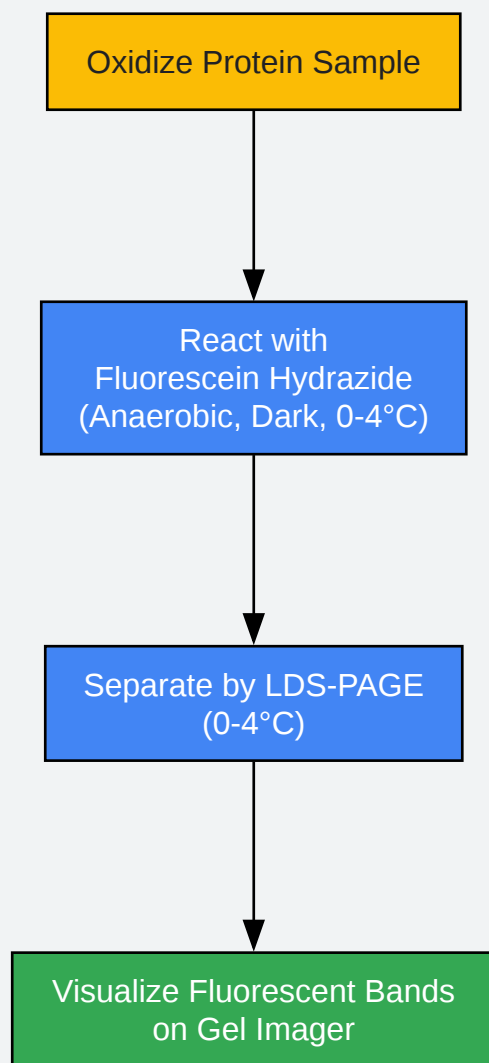 Oxidize Protein Sample
React with
Fluorescein Hydrazide
(Anaerobic, Dark, 0-4°C)
Separate by LDS-PAGE
(0-4°C)
Visualize Fluorescent Bands
on Gel Imager